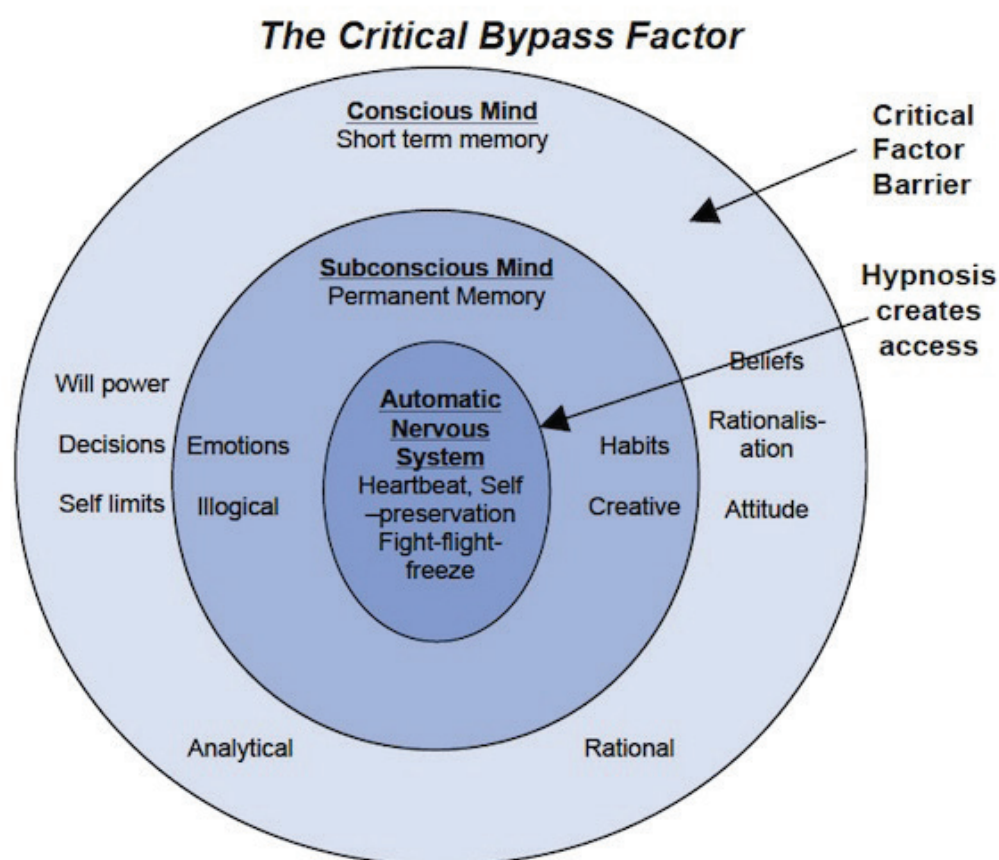 The Critical Bypass Factor
Conscious Mind
Short term memory
Critical
Factor
Barrier
Subconscious Mind
Permanent Memory
Hypnosis
creates
access
Will power
Decisions
Self limits
Emotions
Illogical
Automatic
Nervous
System
Heartbeat, Self
–preservation
Fight-flight-
freeze
Habits
Creative
Beliefs
Rationalis-
ation
Attitude
Analytical
Rational